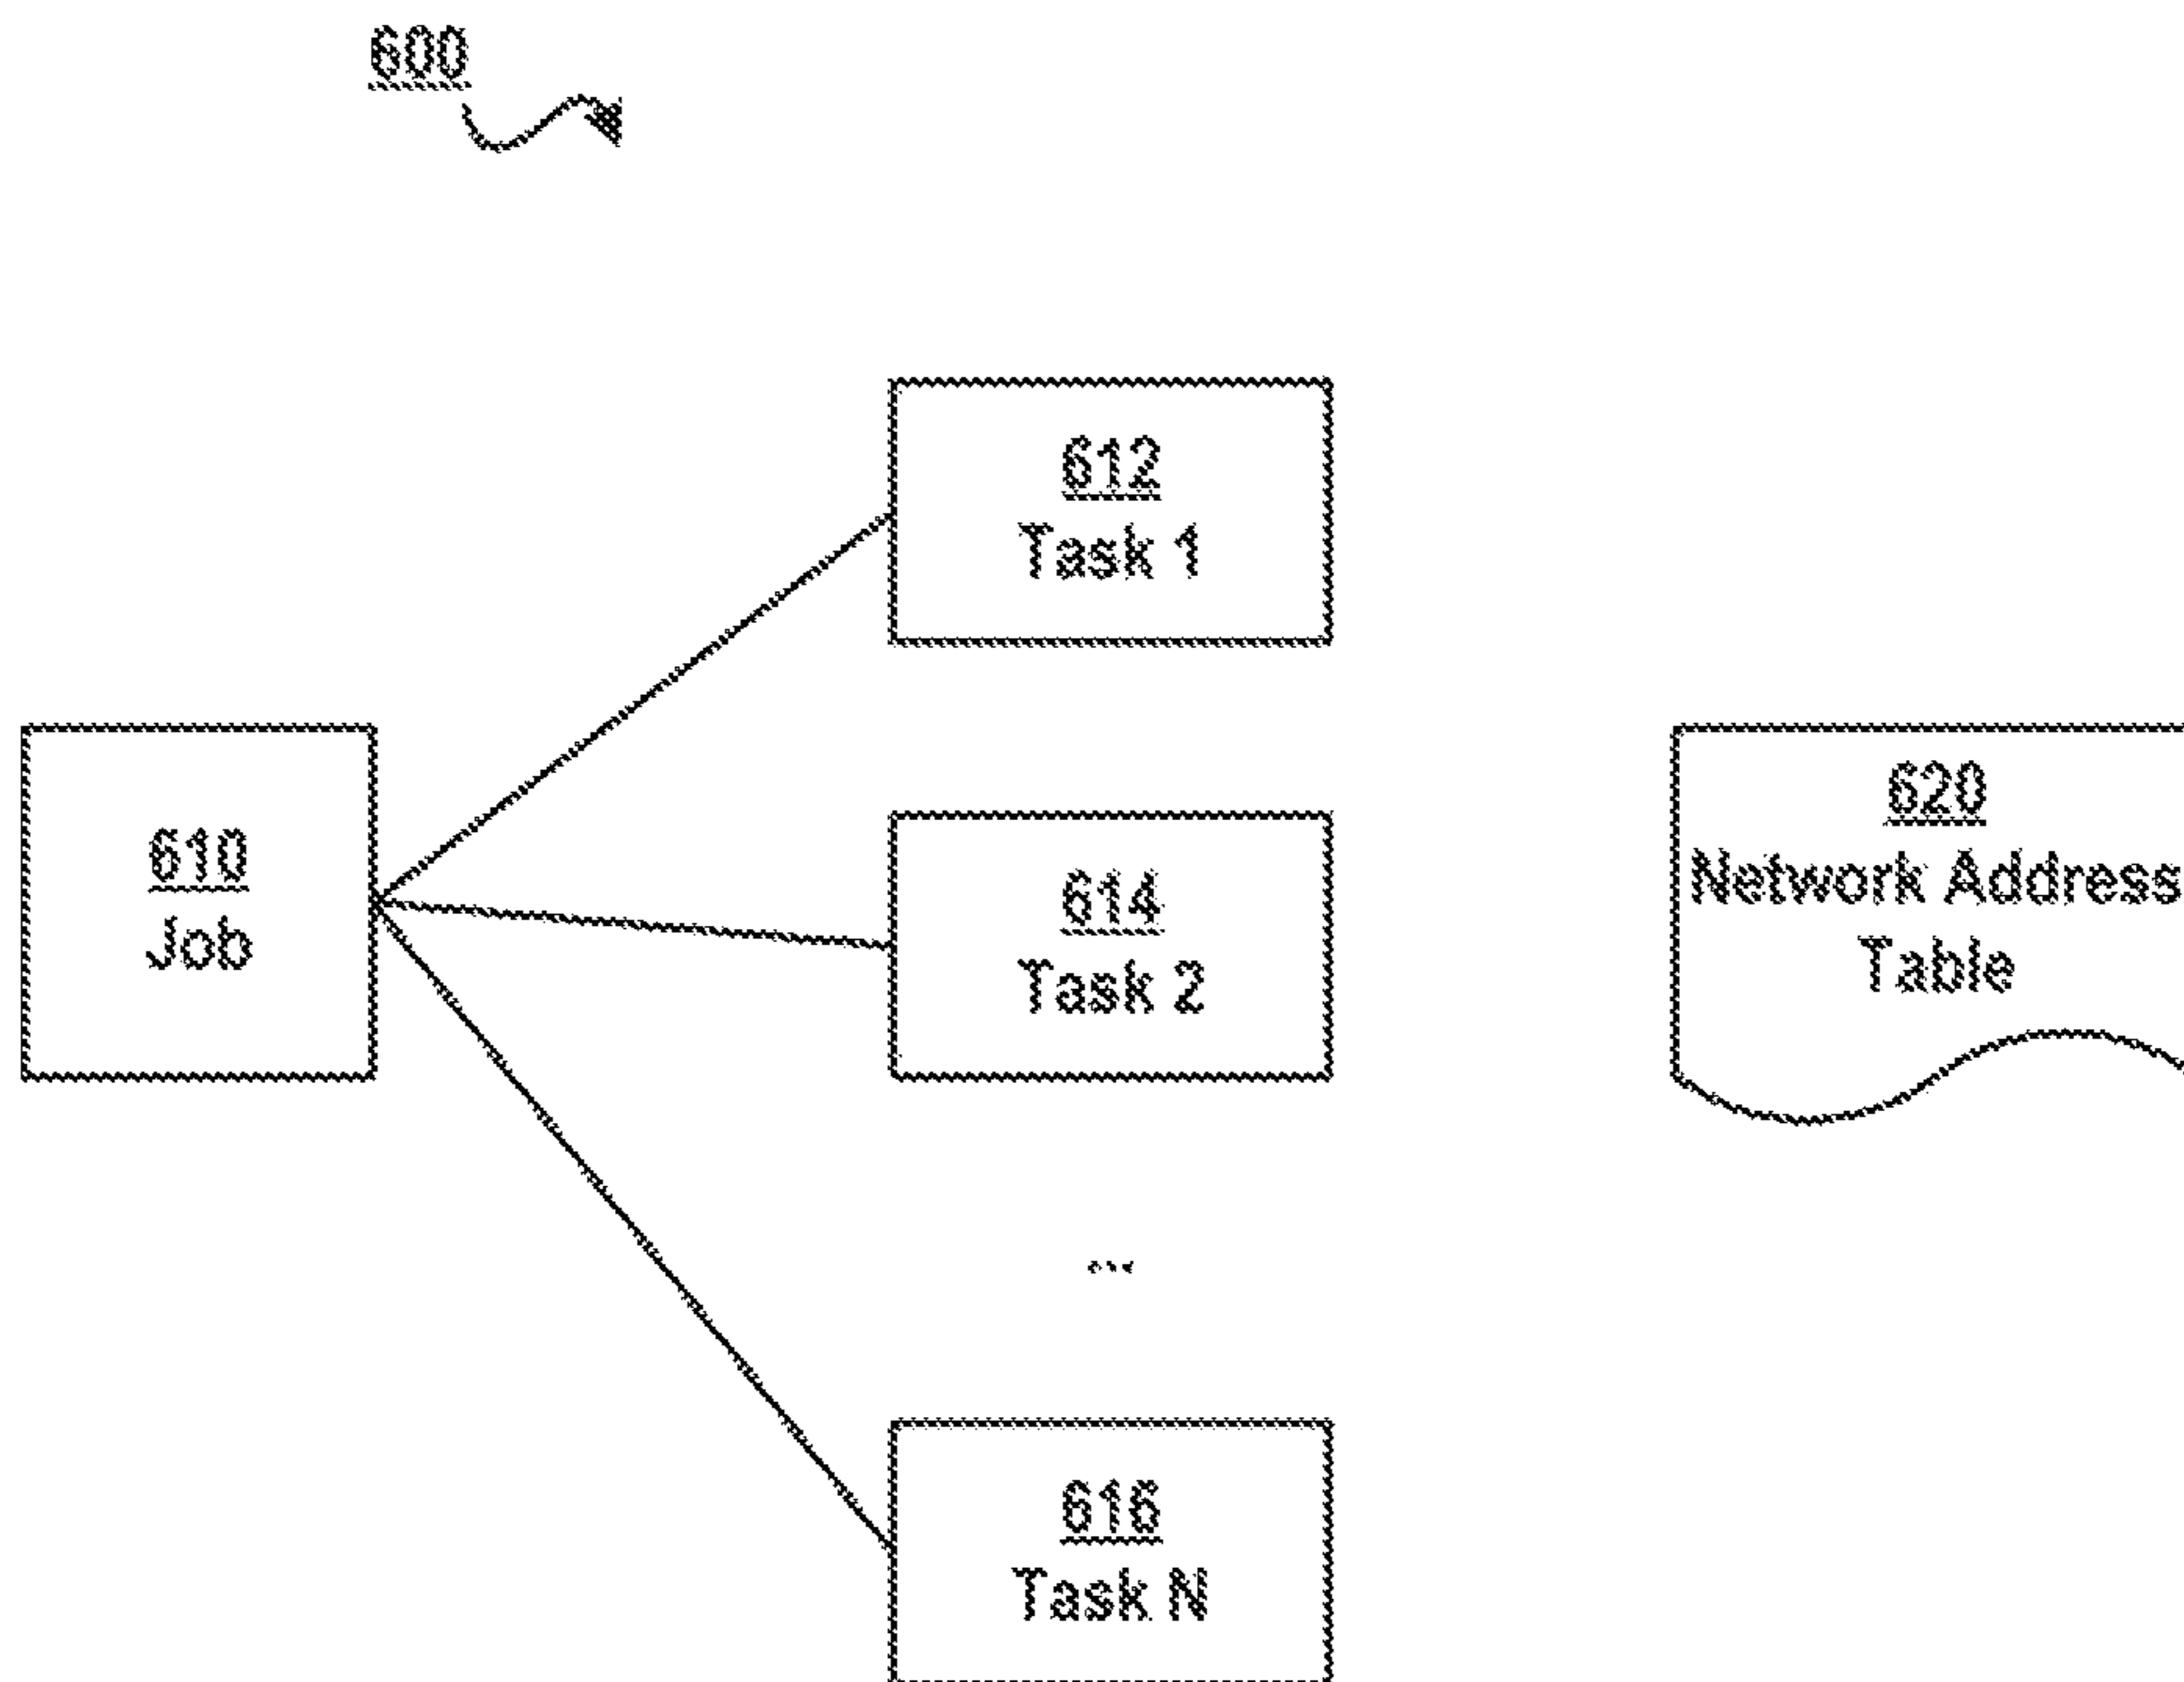 600
612
Task 1
610
Job
614
Task 2
620
Network Address
Table
...
616
Task N